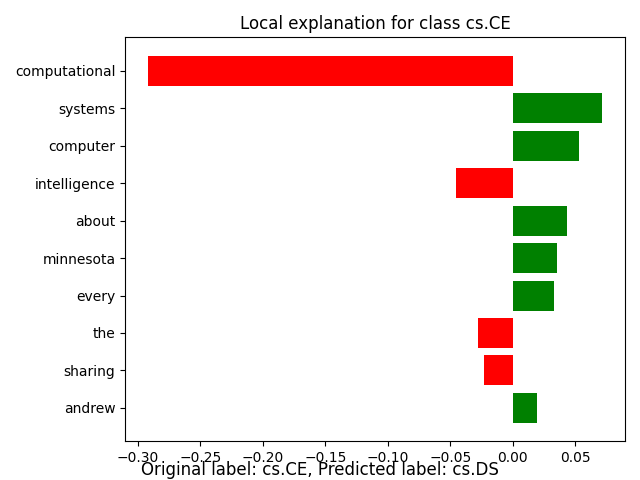 Local explanation for class cs.CE
computational
systems
computer
intelligence
about
minnesota
every
the
sharing
andrew
−0.30 −0.25 −0.20 −0.15 −0.10 −0.05 0.00 0.05
Original label: cs.CE, Predicted label: cs.DS